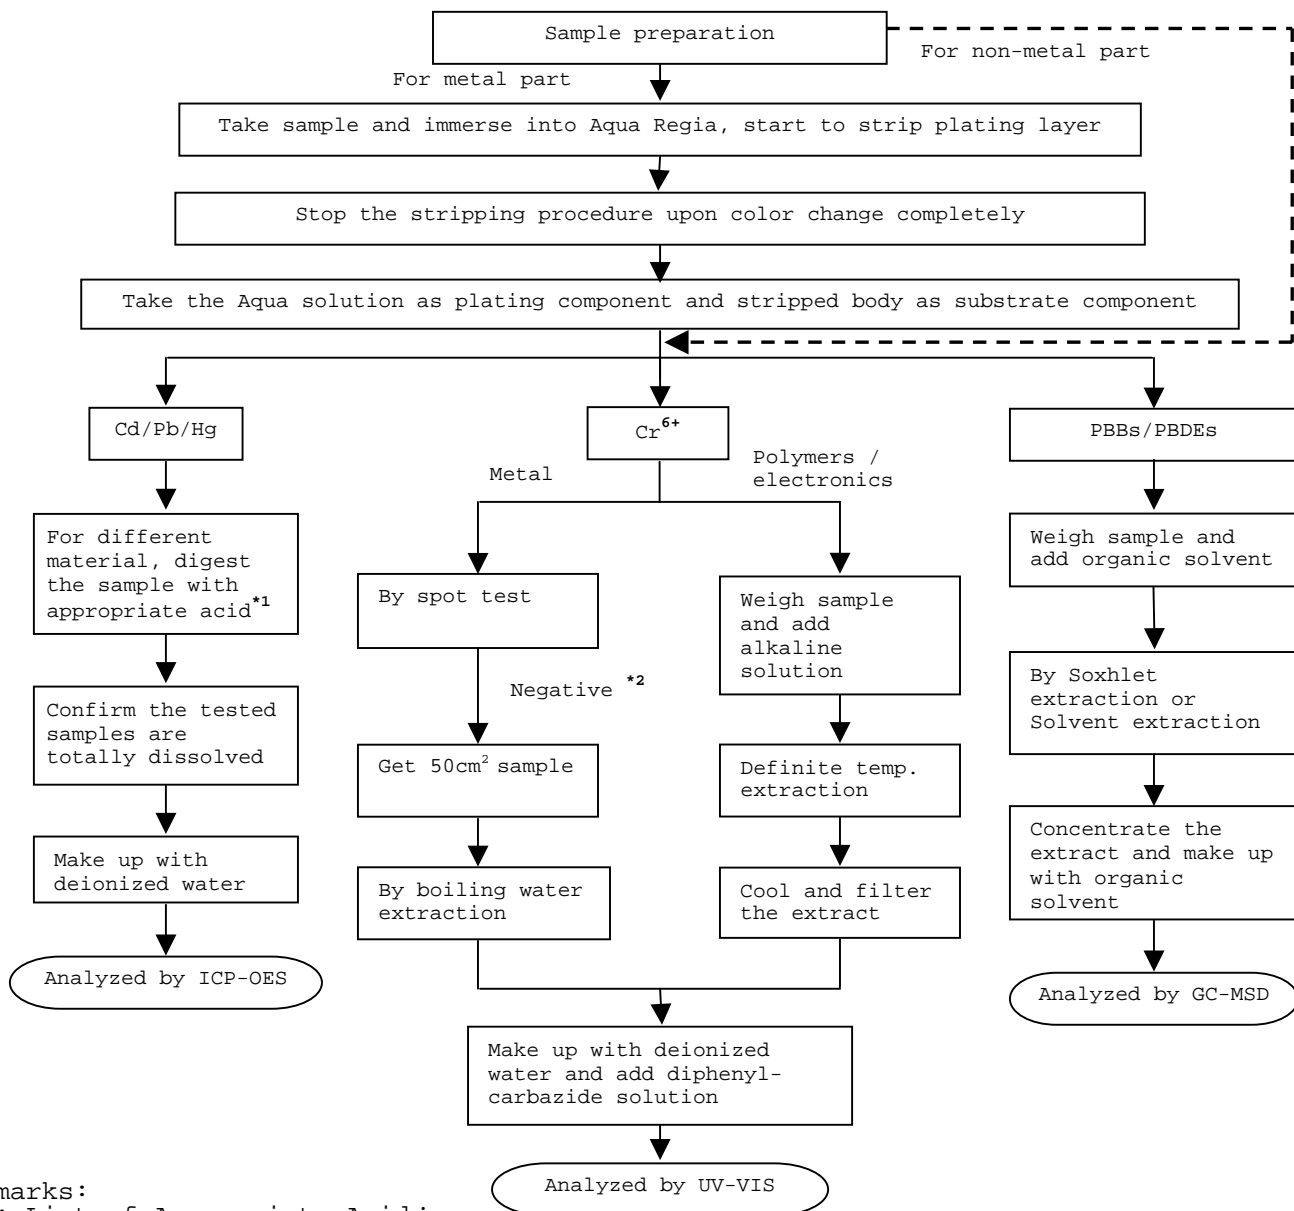 Sample preparation
For non-metal part
For metal part
Take sample and immerse into Aqua Regia, start to strip plating layer
Stop the stripping procedure upon color change completely
Take the Aqua solution as plating component and stripped body as substrate component
Cd/Pb/Hg
For different
material, digest
the sample with
appropriate acid*1
Confirm the tested
samples are
totally dissolved
Make up with
deionized water
Analyzed by ICP-OES
Cr6+
Metal
Polymers /
electronics
By spot test
Negative *2
Get 50cm2 sample
By boiling water
extraction
Weigh sample
and add
alkaline
solution
Definite temp.
extraction
Cool and filter
the extract
Make up with deionized
water and add diphenyl-
carbazide solution
Analyzed by UV-VIS
PBBs/PBDEs
Weigh sample and
add organic solvent
By Soxhlet
extraction or
Solvent extraction
Concentrate the
extract and make up
with organic
solvent
Analyzed by GC-MSD
marks:
List of Appropriate Acid: